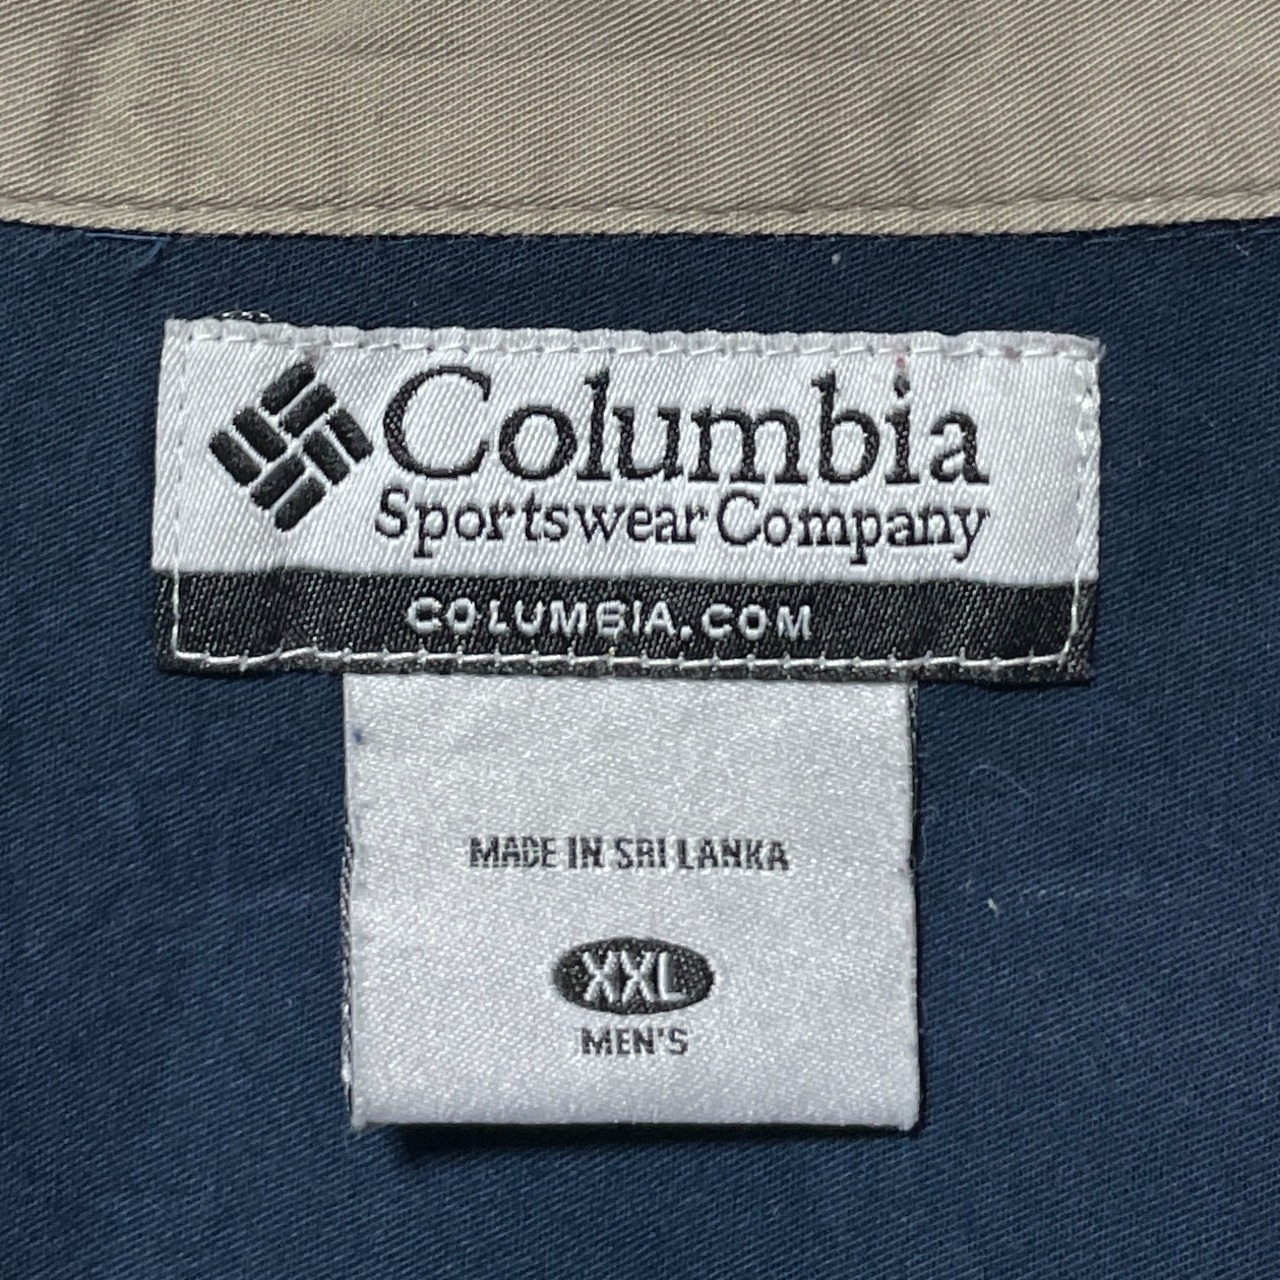 Columbia
Sportswear Company
COLUMBIA.COM
MADE IN SRI LANKA
XXL
MEN'S